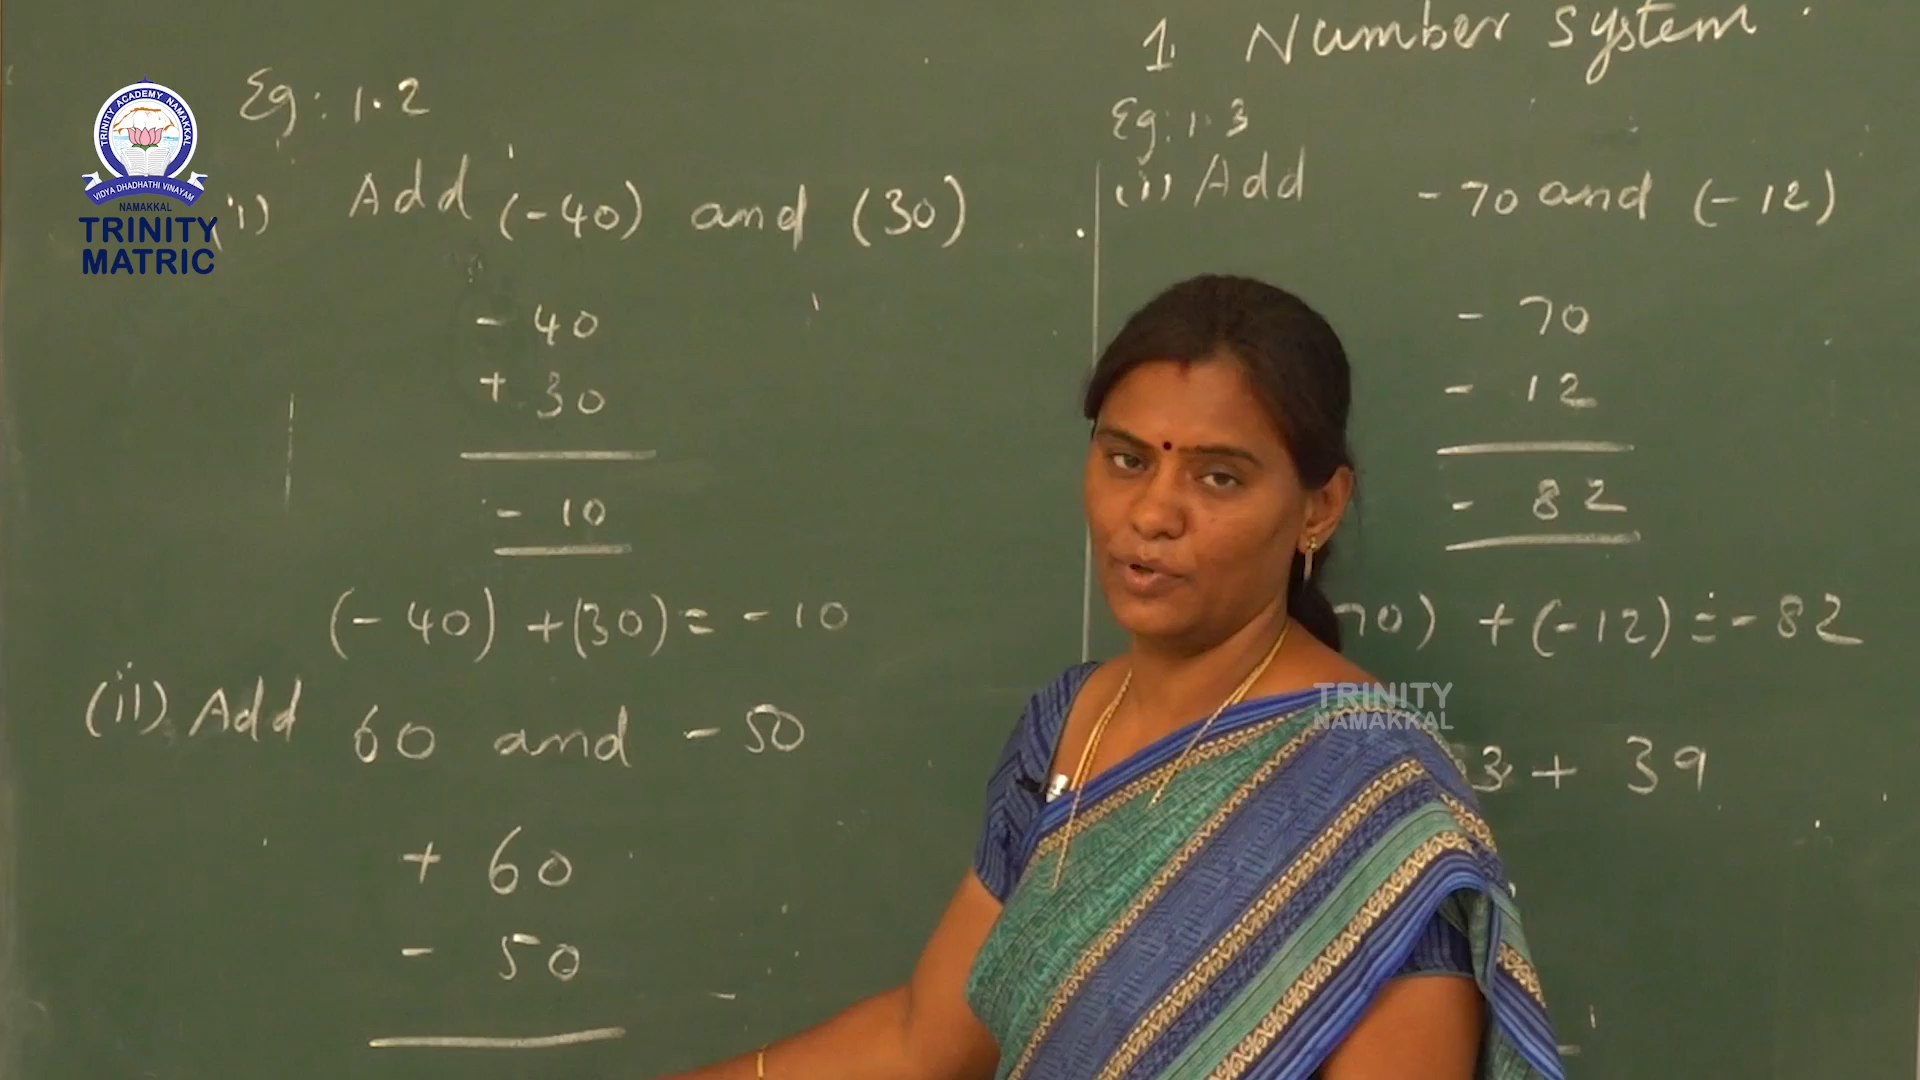 TRINITY ACADEMY NAMAKKAL
VIDYA DHADHATHI VINAYAM
NAMAKKAL
TRINITY
MATRIC
Eg: 1.2
(i) Add (-40) and (30)
- 40
+ 30
- 10
(-40) + (30) = -10
(ii) Add 60 and - 50
+ 60
- 50
1 Number System.
Eg: 1.3
(i) Add -70 and (-12)
- 70
- 12
- 82
70) + (-12) = -82
TRINITY
NAMAKKAL
3 + 39